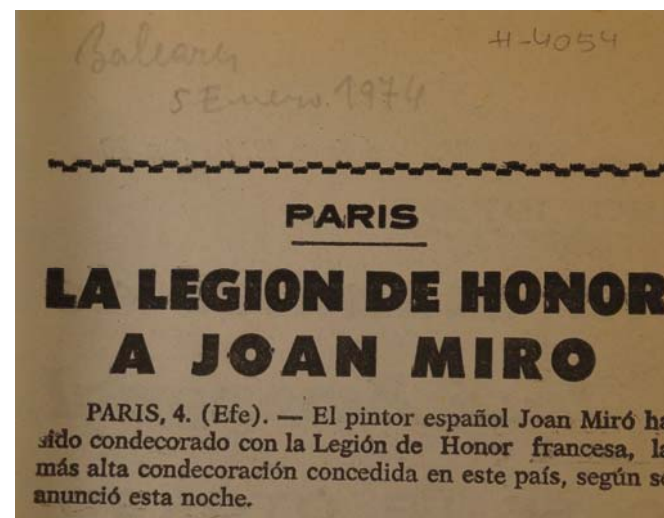 H-4054
Baleares
5 Enero. 1974
PARIS
LA LEGION DE HONOR
A JOAN MIRO
PARIS, 4. (Efe). — El pintor español Joan Miró ha
sido condecorado con la Legión de Honor francesa, la
más alta condecoración concedida en este país, según se
anunció esta noche.